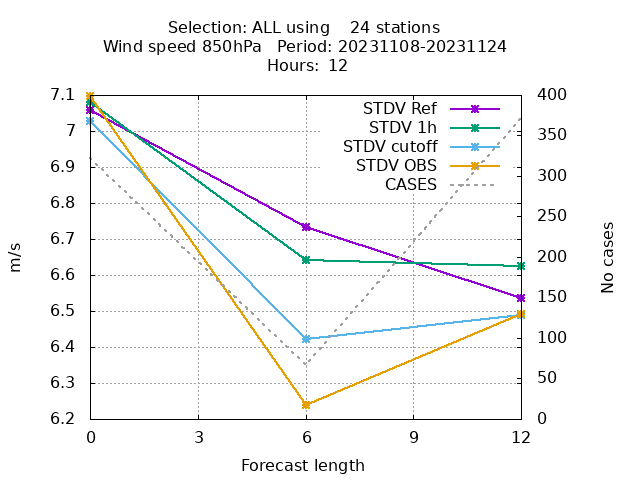 Selection: ALL using    24 stations
Wind speed 850hPa   Period: 20231108-20231124
Hours:  12
7.1
7
6.9
6.8
6.7
6.6
6.5
6.4
6.3
6.2
400
350
300
250
200
150
100
50
0
STDV Ref
STDV 1h
STDV cutoff
STDV OBS
CASES
m/s
No cases
0 3 6 9 12
Forecast length